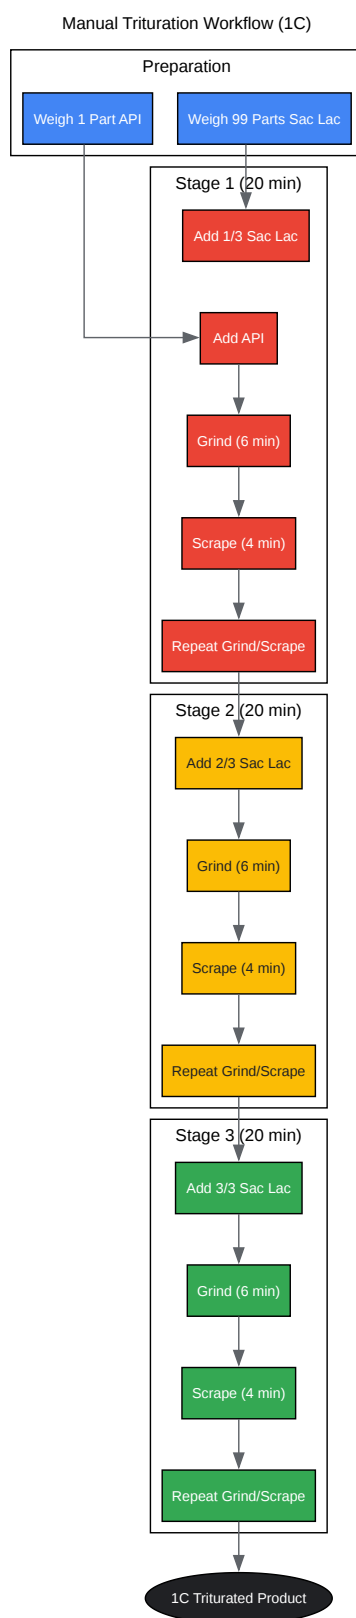 Manual Trituration Workflow (1C)
Preparation
Weigh 1 Part API
Weigh 99 Parts Sac Lac
Stage 1 (20 min)
Add 1/3 Sac Lac
Add API
Grind (6 min)
Scrape (4 min)
Repeat Grind/Scrape
Stage 2 (20 min)
Add 2/3 Sac Lac
Grind (6 min)
Scrape (4 min)
Repeat Grind/Scrape
Stage 3 (20 min)
Add 3/3 Sac Lac
Grind (6 min)
Scrape (4 min)
Repeat Grind/Scrape
1C Triturated Product